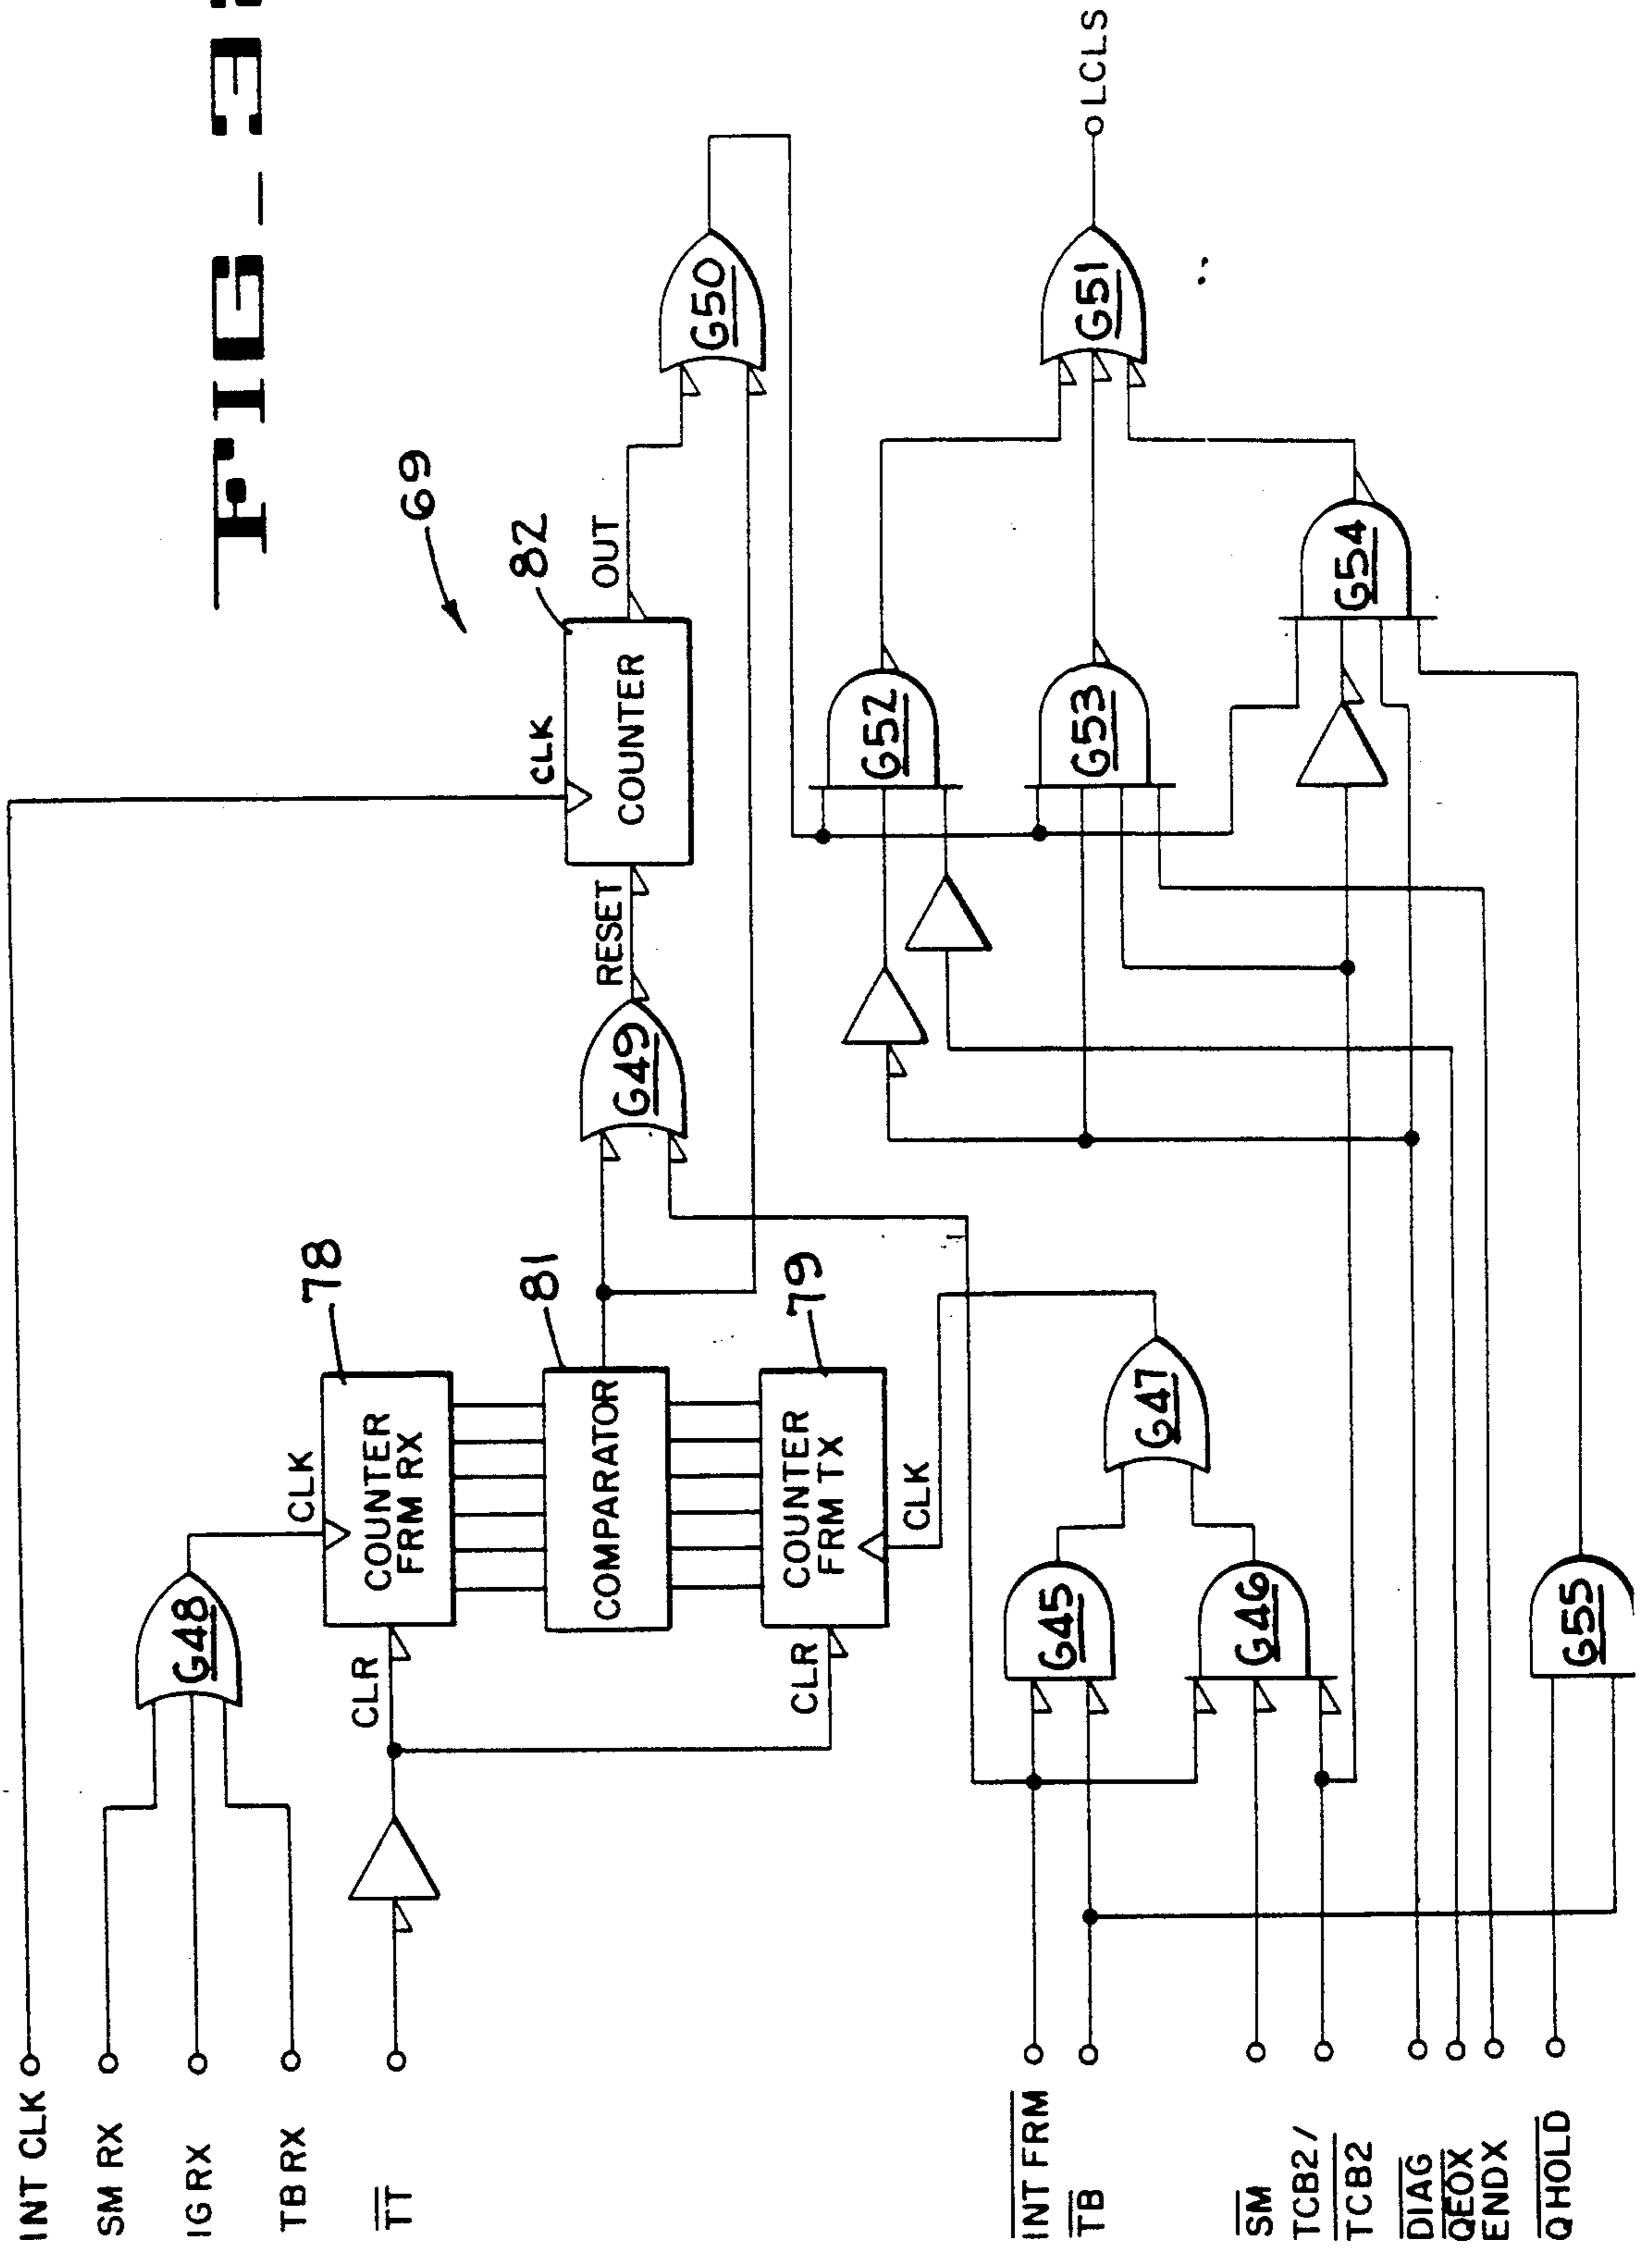 INT CLK
SM RX
IG RX
TB RX
TT
INT FRM
TB
SM
TCB2/
TCB2
DIAG
QEOX
ENDX
QHOLD
G48
CLK
CLR
78
COUNTER
FRM RX
81
COMPARATOR
79
COUNTER
FRM TX
CLR
CLK
G45
G46
G47
G55
G49
RESET
CLK
82
COUNTER
OUT
69
G50
G52
G53
G54
G51
LCLS